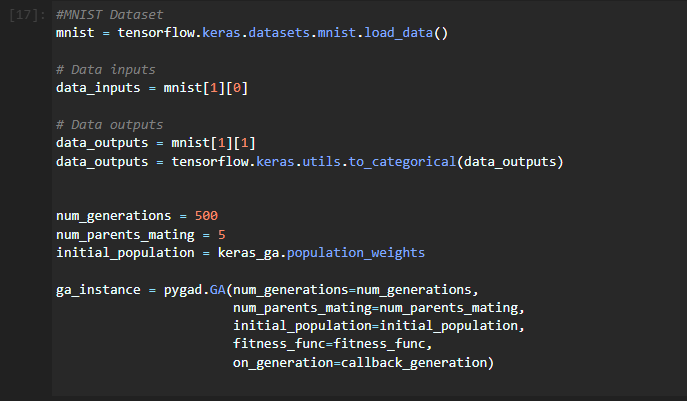 [17]: #MNIST Dataset
mnist = tensorflow.keras.datasets.mnist.load_data()
# Data inputs
data_inputs = mnist[1][0]
# Data outputs
data_outputs = mnist[1][1]
data_outputs = tensorflow.keras.utils.to_categorical(data_outputs)
num_generations = 500
num_parents_mating = 5
initial_population = keras_ga.population_weights
ga_instance = pygad.GA(num_generations=num_generations,
num_parents_mating=num_parents_mating,
initial_population=initial_population,
fitness_func=fitness_func,
on_generation=callback_generation)